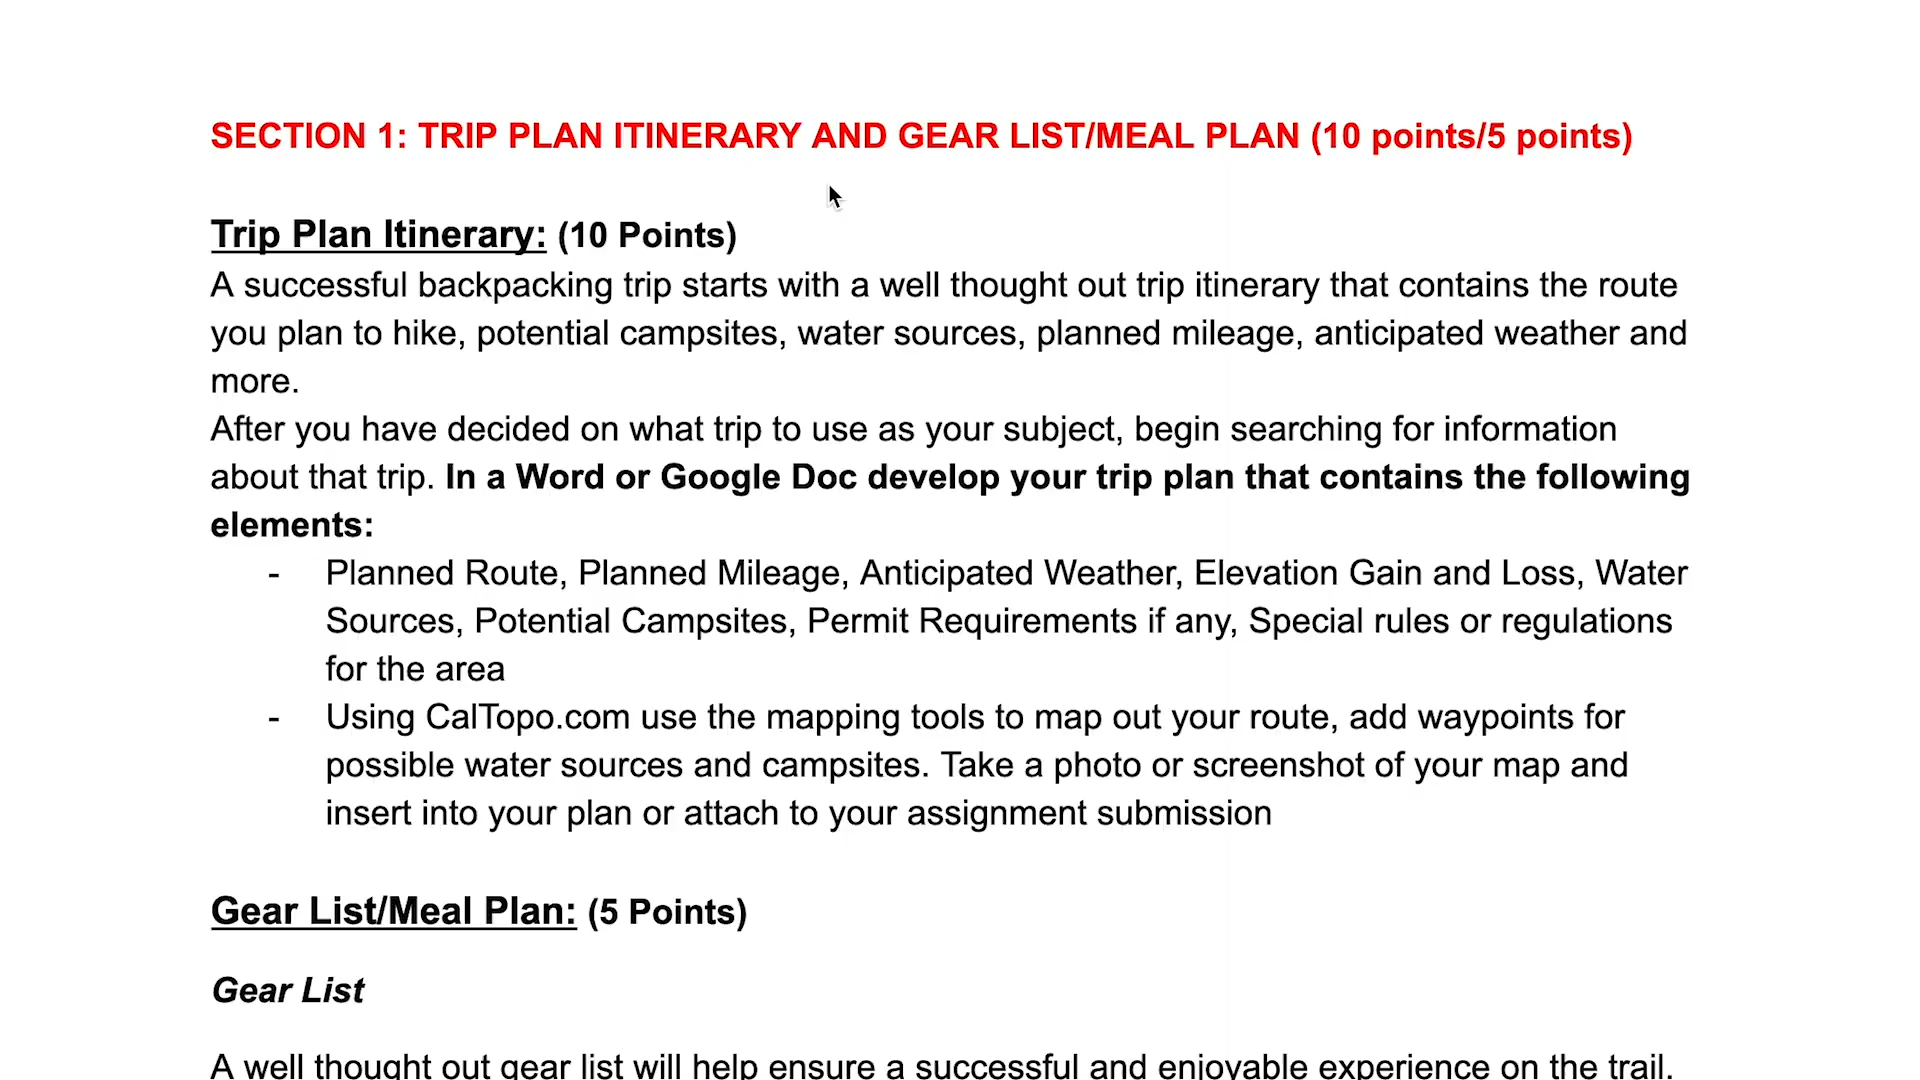 SECTION 1: TRIP PLAN ITINERARY AND GEAR LIST/MEAL PLAN (10 points/5 points)
Trip Plan Itinerary: (10 Points)
A successful backpacking trip starts with a well thought out trip itinerary that contains the route
you plan to hike, potential campsites, water sources, planned mileage, anticipated weather and
more.
After you have decided on what trip to use as your subject, begin searching for information
about that trip. In a Word or Google Doc develop your trip plan that contains the following
elements:
- Planned Route, Planned Mileage, Anticipated Weather, Elevation Gain and Loss, Water
Sources, Potential Campsites, Permit Requirements if any, Special rules or regulations
for the area
- Using CalTopo.com use the mapping tools to map out your route, add waypoints for
possible water sources and campsites. Take a photo or screenshot of your map and
insert into your plan or attach to your assignment submission
Gear List/Meal Plan: (5 Points)
Gear List
A well thought out gear list will help ensure a successful and enjoyable experience on the trail.